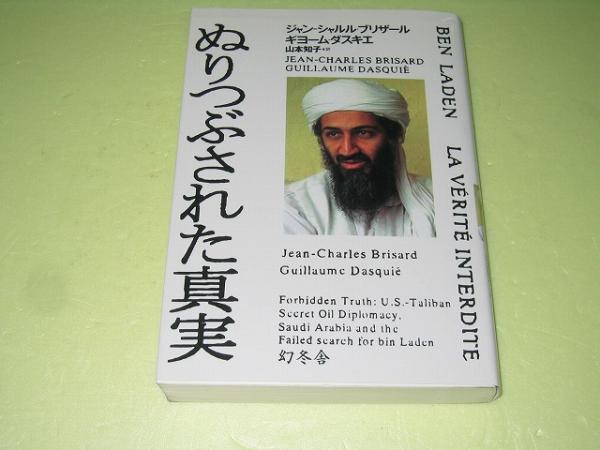 ぬりつぶされた真実
ジャン=シャルル・ブリザール
ギヨーム・ダスキエ
山本知子・訳
JEAN-CHARLES BRISARD
GUILLAUME DASQUIÉ
BEN LADEN LA VÉRITÉ INTERDITE
Jean-Charles Brisard
Guillaume Dasquié
Forbidden Truth: U.S.-Taliban
Secret Oil Diplomacy,
Saudi Arabia and the
Failed search for bin Laden
幻冬舎